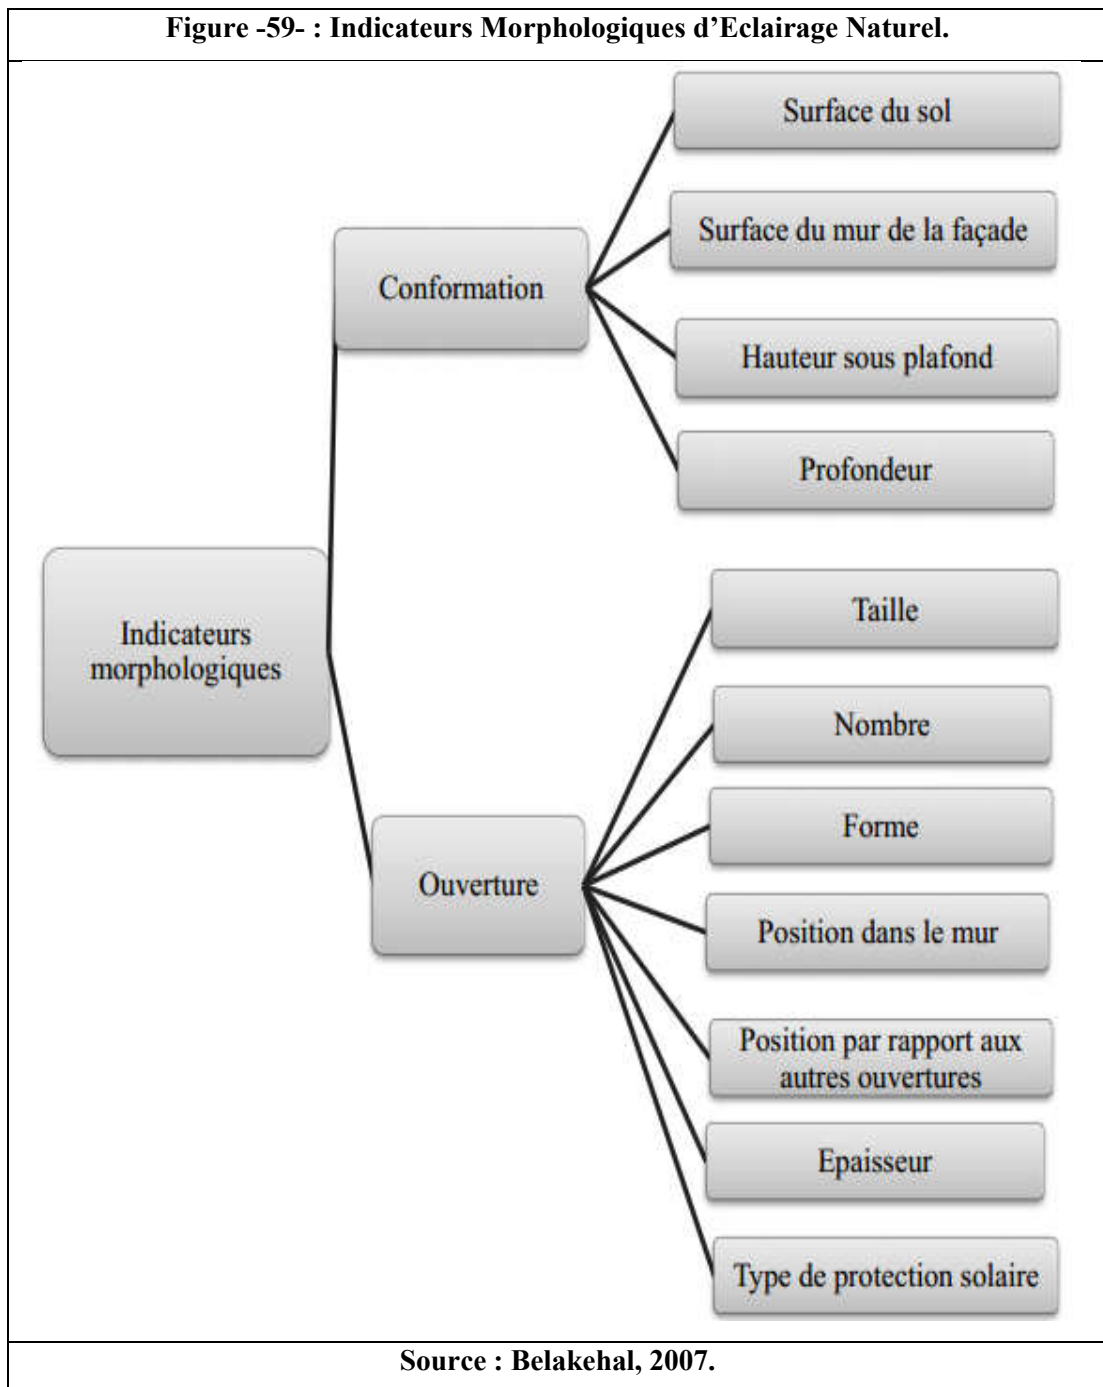 Figure -59- : Indicateurs Morphologiques d’Eclairage Naturel.
Surface du sol
Surface du mur de la façade
Conformation
Hauteur sous plafond
Profondeur
Indicateurs
morphologiques
Taille
Nombre
Forme
Ouverture
Position dans le mur
Position par rapport aux
autres ouvertures
Epaisseur
Type de protection solaire
Source : Belakehal, 2007.